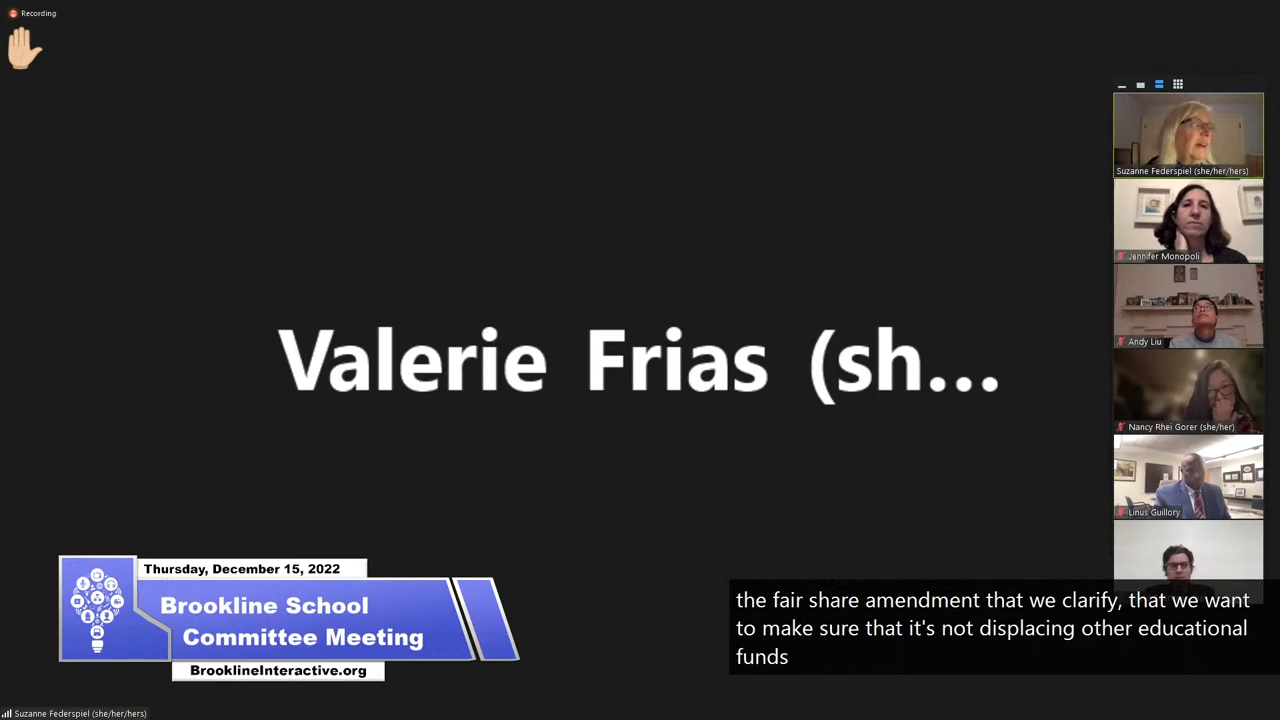 Recording
Suzanne Federspiel (she/her/hers)
Jennifer Monopoli
Andy Liu
Nancy Rhei Gorer (she/her)
Linus Guillory
Valerie Frias (sh...
Thursday, December 15, 2022
Brookline School
Committee Meeting
BrooklineInteractive.org
the fair share amendment that we clarify, that we want
to make sure that it's not displacing other educational
funds
Suzanne Federspiel (she/her/hers)